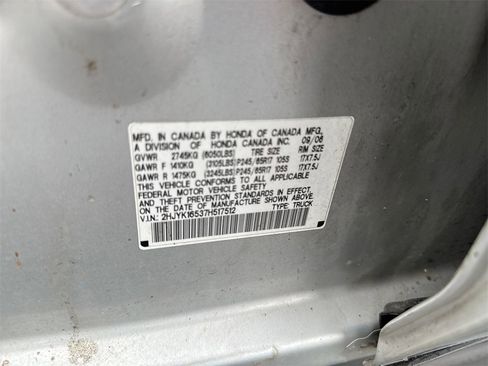 MFD. IN CANADA BY HONDA OF CANADA MFG.,
A DIVISION OF HONDA CANADA INC. 09/06
TIRE SIZE RIM SIZE
GVWR 2745KG (6050LBS)
GAWR F 1410KG (3105LBS)P245/65R17 105S 17X7.5J
GAWR R 1475KG (3245LBS)P245/65R17 105S 17X7.5J
THIS VEHICLE CONFORMS TO ALL APPLICABLE
FEDERAL MOTOR VEHICLE SAFETY
AND THEFT PREVENTION STANDARDS IN EFFECT
ON THE DATE OF MANUFACTURE SHOWN ABOVE.
V.I.N.: 2HJYK16537H517512 TYPE: TRUCK